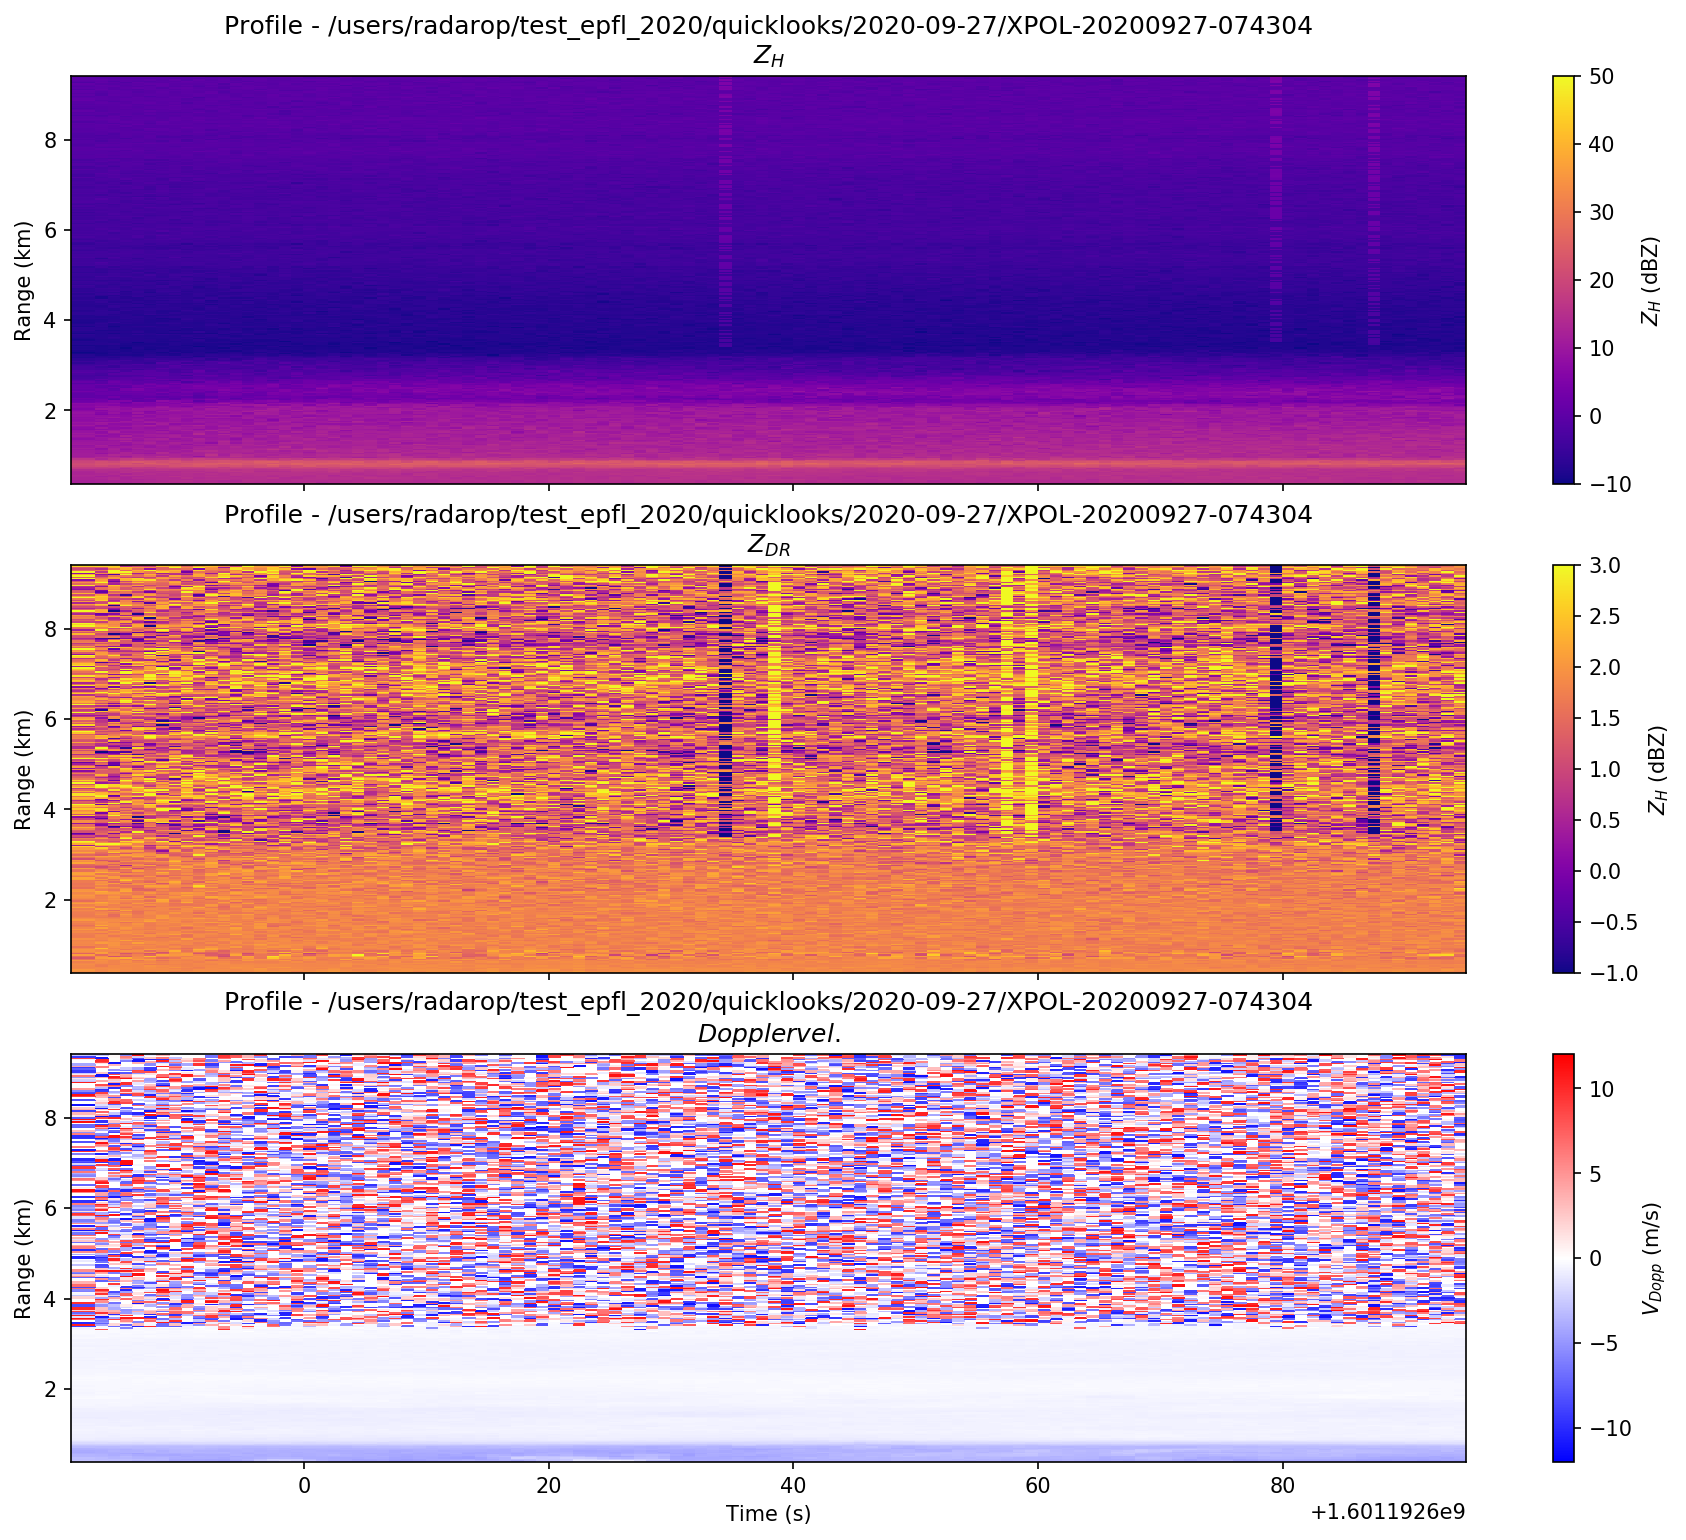 Profile - /users/radarop/test_epfl_2020/quicklooks/2020-09-27/XPOL-20200927-074304
Z_H
Range (km)
8
6
4
2
50
40
30
20
10
0
−10
Z_H (dBZ)
Profile - /users/radarop/test_epfl_2020/quicklooks/2020-09-27/XPOL-20200927-074304
Z_DR
Range (km)
8
6
4
2
3.0
2.5
2.0
1.5
1.0
0.5
0.0
−0.5
−1.0
Z_H (dBZ)
Profile - /users/radarop/test_epfl_2020/quicklooks/2020-09-27/XPOL-20200927-074304
Dopplervel.
Range (km)
8
6
4
2
10
5
0
−5
−10
V_Dopp (m/s)
0 20 40 60 80
Time (s)
+1.6011926e9